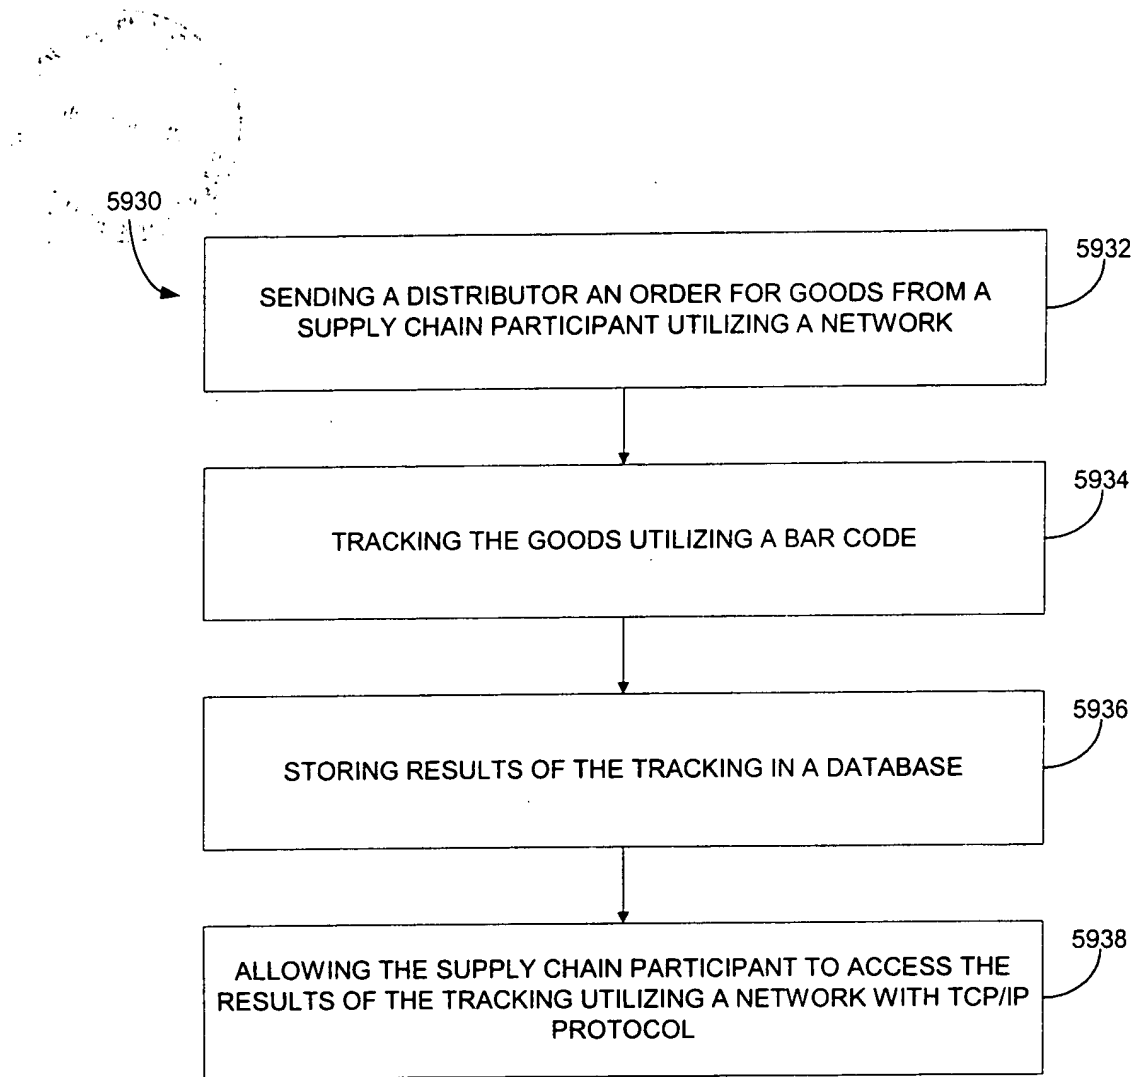 5930
5932
SENDING A DISTRIBUTOR AN ORDER FOR GOODS FROM A
SUPPLY CHAIN PARTICIPANT UTILIZING A NETWORK
5934
TRACKING THE GOODS UTILIZING A BAR CODE
5936
STORING RESULTS OF THE TRACKING IN A DATABASE
5938
ALLOWING THE SUPPLY CHAIN PARTICIPANT TO ACCESS THE
RESULTS OF THE TRACKING UTILIZING A NETWORK WITH TCP/IP
PROTOCOL